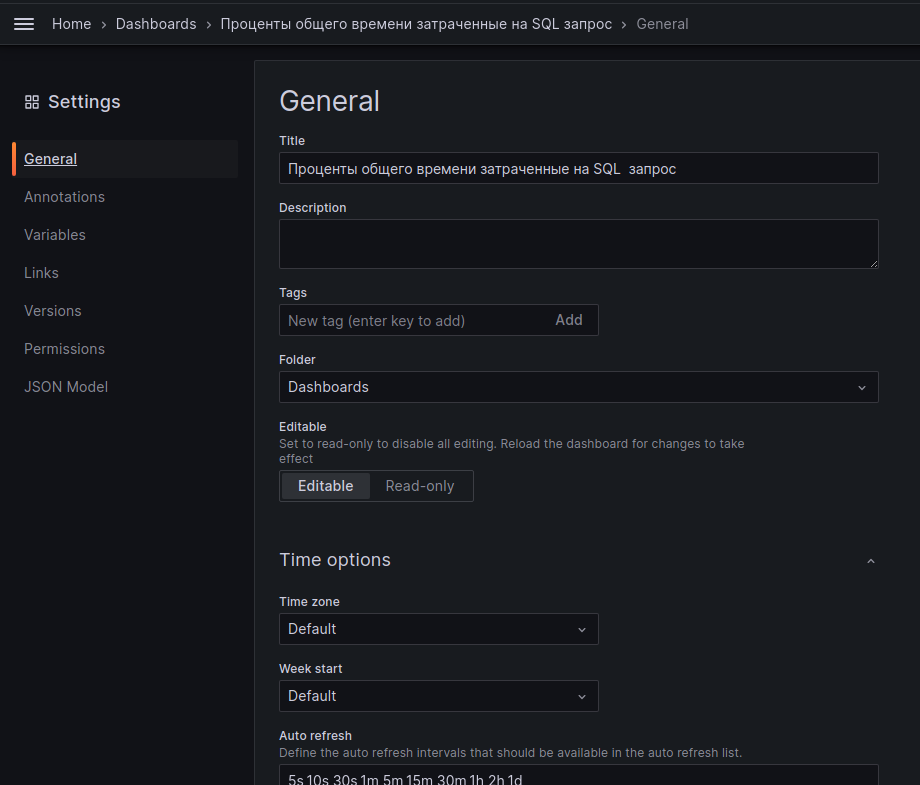 Home › Dashboards › Проценты общего времени затраченные на SQL запрос › General
Settings
General
Annotations
Variables
Links
Versions
Permissions
JSON Model
General
Title
Проценты общего времени затраченные на SQL  запрос
Description
Tags
New tag (enter key to add) Add
Folder
Dashboards
Editable
Set to read-only to disable all editing. Reload the dashboard for changes to take
effect
Editable Read-only
Time options
Time zone
Default
Week start
Default
Auto refresh
Define the auto refresh intervals that should be available in the auto refresh list.
5s,10s,30s,1m,5m,15m,30m,1h,2h,1d